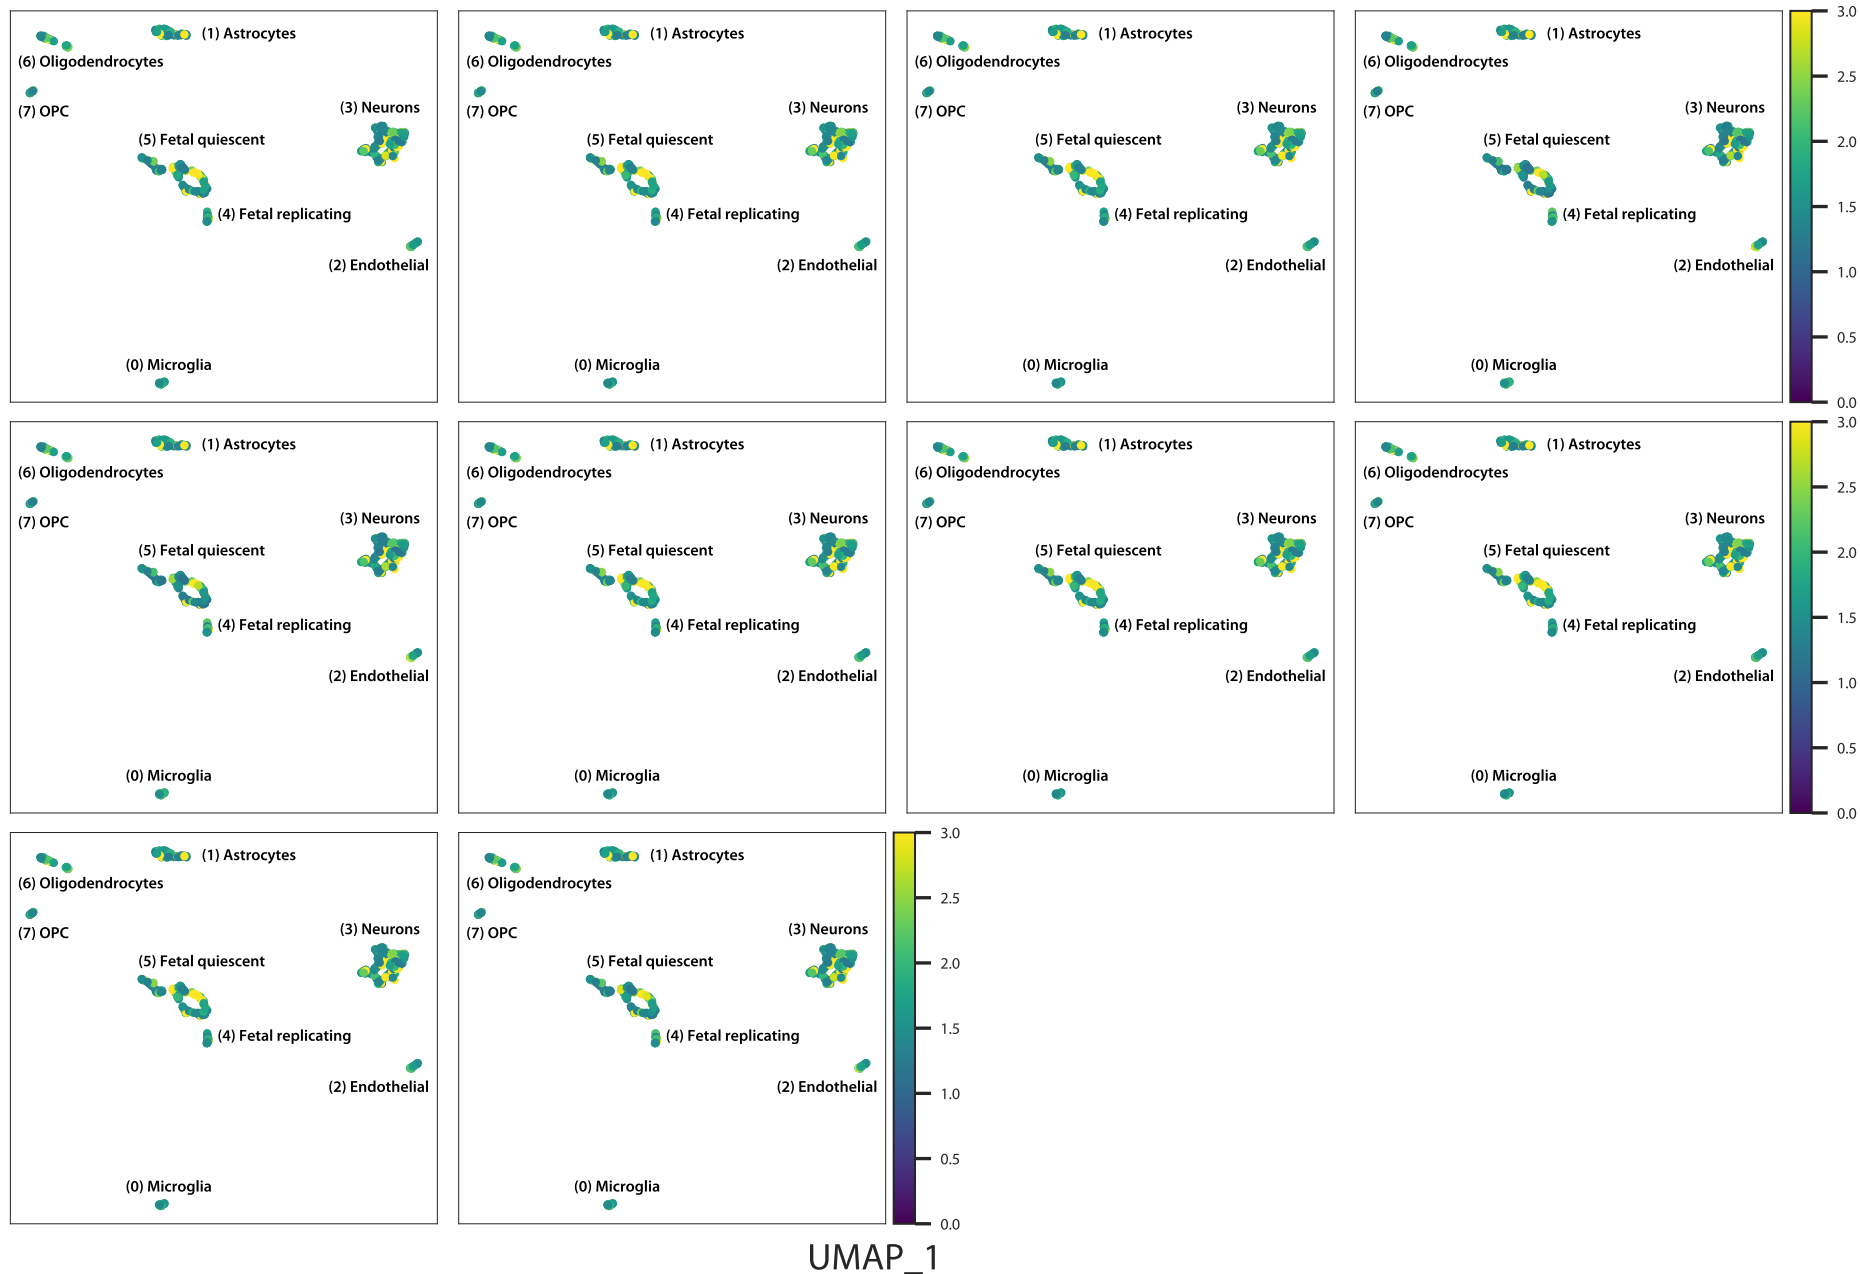 (1) Astrocytes
(6) Oligodendrocytes
(7) OPC
(3) Neurons
(5) Fetal quiescent
(4) Fetal replicating
(2) Endothelial
(0) Microglia
(1) Astrocytes
(6) Oligodendrocytes
(7) OPC
(3) Neurons
(5) Fetal quiescent
(4) Fetal replicating
(2) Endothelial
(0) Microglia
(1) Astrocytes
(6) Oligodendrocytes
(7) OPC
(3) Neurons
(5) Fetal quiescent
(4) Fetal replicating
(2) Endothelial
(0) Microglia
(1) Astrocytes
(6) Oligodendrocytes
(7) OPC
(3) Neurons
(5) Fetal quiescent
(4) Fetal replicating
(2) Endothelial
(0) Microglia
3.0
2.5
2.0
1.5
1.0
0.5
0.0
(1) Astrocytes
(6) Oligodendrocytes
(7) OPC
(3) Neurons
(5) Fetal quiescent
(4) Fetal replicating
(2) Endothelial
(0) Microglia
(1) Astrocytes
(6) Oligodendrocytes
(7) OPC
(3) Neurons
(5) Fetal quiescent
(4) Fetal replicating
(2) Endothelial
(0) Microglia
(1) Astrocytes
(6) Oligodendrocytes
(7) OPC
(3) Neurons
(5) Fetal quiescent
(4) Fetal replicating
(2) Endothelial
(0) Microglia
(1) Astrocytes
(6) Oligodendrocytes
(7) OPC
(3) Neurons
(5) Fetal quiescent
(4) Fetal replicating
(2) Endothelial
(0) Microglia
3.0
2.5
2.0
1.5
1.0
0.5
0.0
(1) Astrocytes
(6) Oligodendrocytes
(7) OPC
(3) Neurons
(5) Fetal quiescent
(4) Fetal replicating
(2) Endothelial
(0) Microglia
(1) Astrocytes
(6) Oligodendrocytes
(7) OPC
(3) Neurons
(5) Fetal quiescent
(4) Fetal replicating
(2) Endothelial
(0) Microglia
3.0
2.5
2.0
1.5
1.0
0.5
0.0
UMAP_1